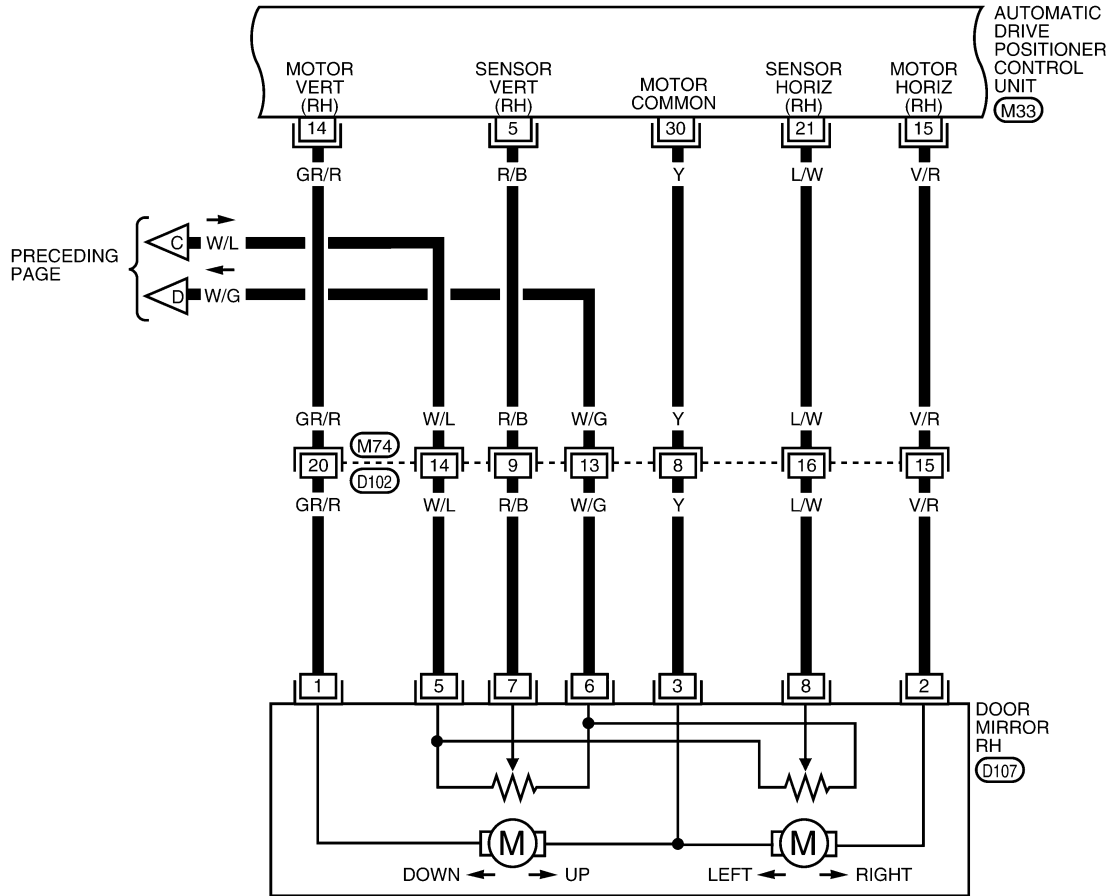 AUTOMATIC
DRIVE
POSITIONER
CONTROL
UNIT
M33
MOTOR
VERT
(RH)
SENSOR
VERT
(RH)
MOTOR
COMMON
SENSOR
HORIZ
(RH)
MOTOR
HORIZ
(RH)
14 5 30 21 15
GR/R R/B Y L/W V/R
PRECEDING
PAGE
C W/L
D W/G
GR/R W/L R/B W/G Y L/W V/R
M74
20 14 9 13 8 16 15
D102
GR/R W/L R/B W/G Y L/W V/R
1 5 7 6 3 8 2
DOOR
MIRROR
RH
D107
M M
DOWN UP LEFT RIGHT